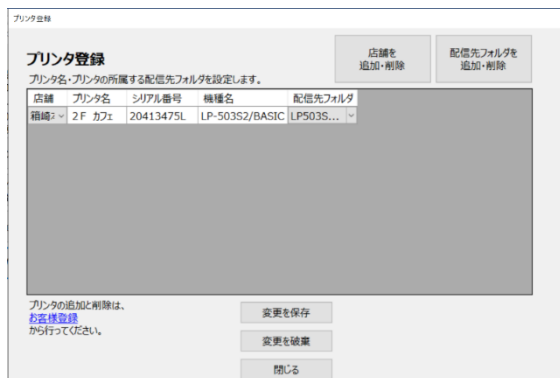 プリンタ登録
プリンタ登録
プリンタ名・プリンタの所属する配信先フォルダを設定します。
店舗を
追加・削除
配信先フォルダを
追加・削除
店舗 プリンタ名 シリアル番号 機種名 配信先フォルダ
箱崎 2F カフェ 20413475L LP-503S2/BASIC LP503S...
プリンタの追加と削除は、
お客様登録
から行ってください。
変更を保存
変更を破棄
閉じる